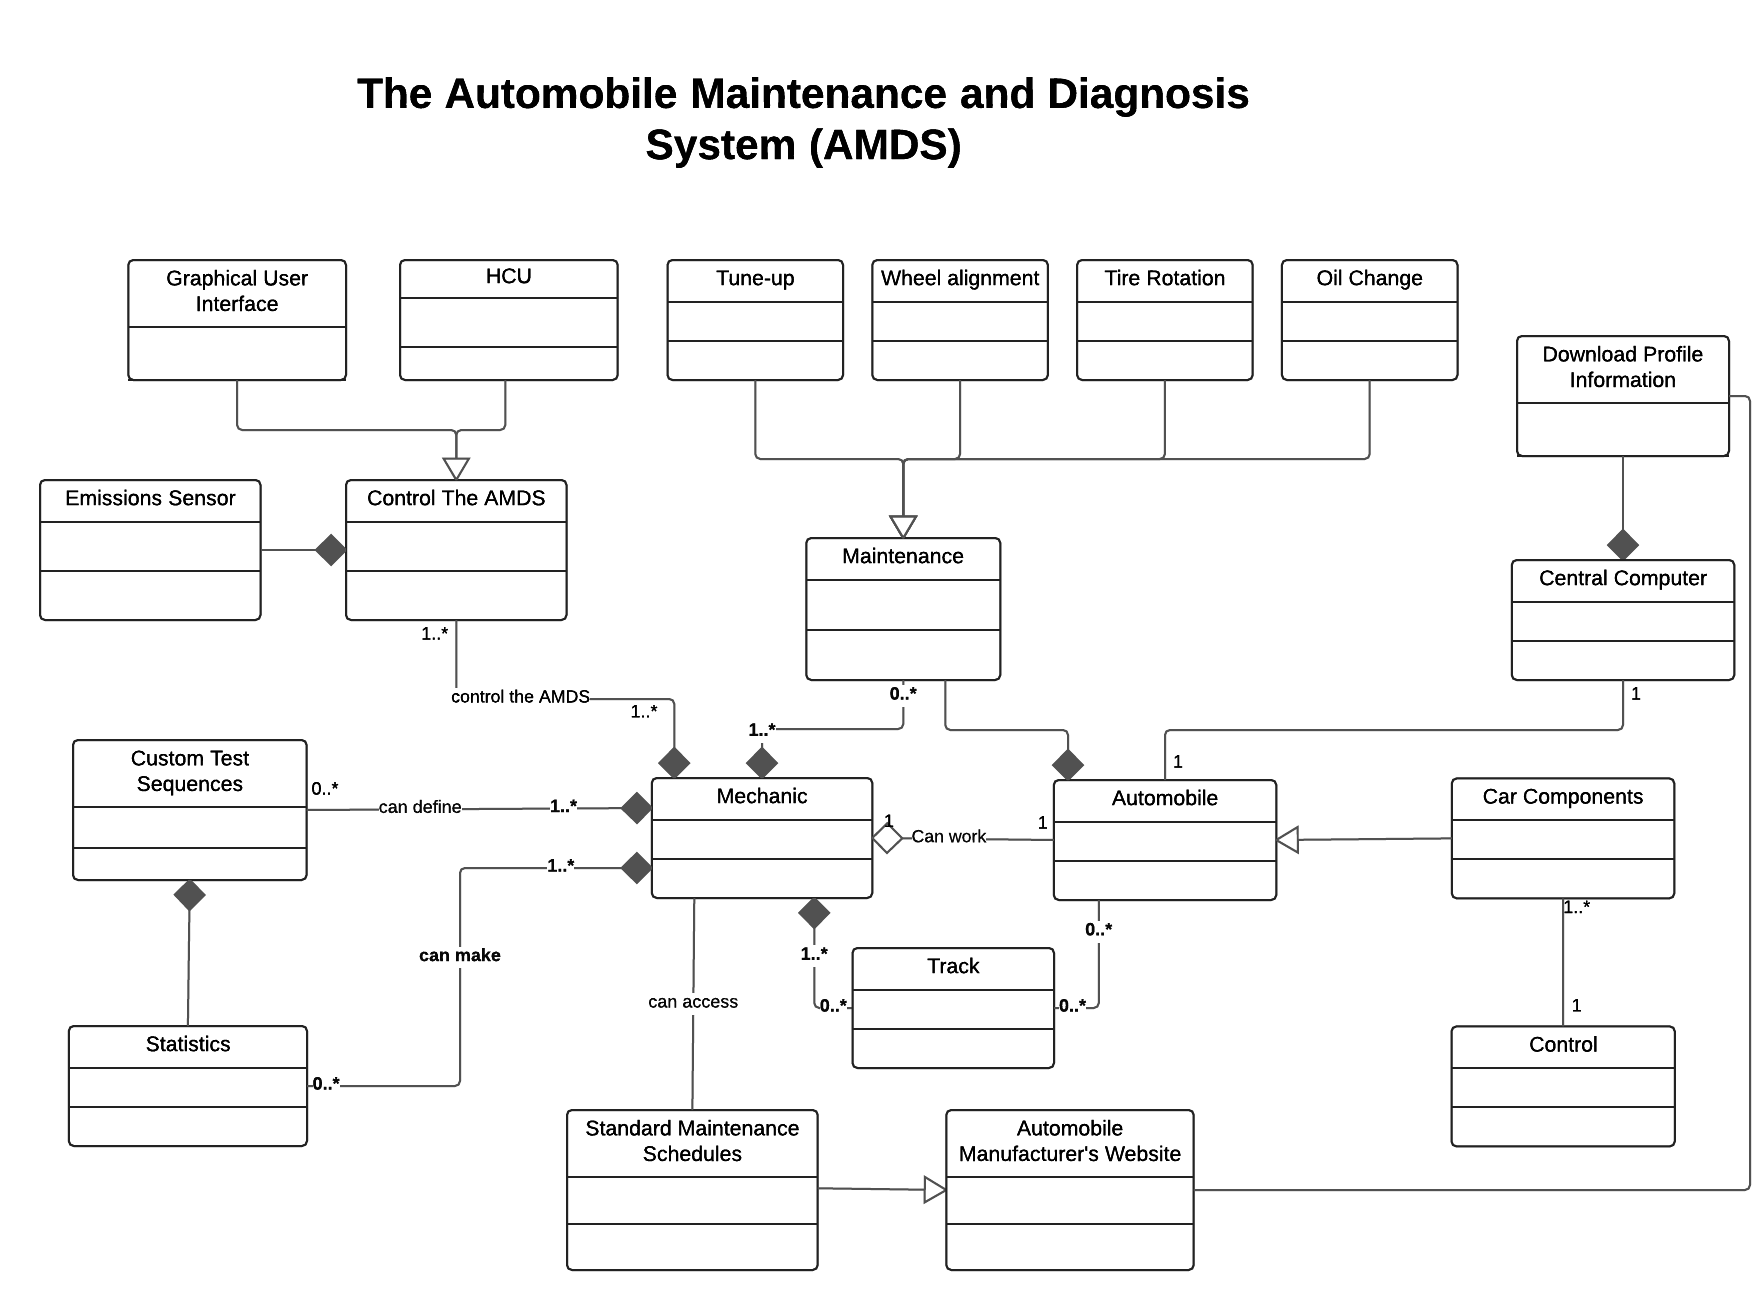 The Automobile Maintenance and Diagnosis
System (AMDS)
Graphical User
Interface
HCU
Tune-up
Wheel alignment
Tire Rotation
Oil Change
Download Profile
Information
Emissions Sensor
Control The AMDS
Maintenance
Central Computer
1..*
control the AMDS
1..*
0..*
1..*
1
1
Custom Test
Sequences
0..*
can define
1..*
Mechanic
1
Can work
1
Automobile
Car Components
1..*
can make
1..*
0..*
1..*
Track
0..*
0..*
can access
1
Statistics
0..*
Control
Standard Maintenance
Schedules
Automobile
Manufacturer's Website